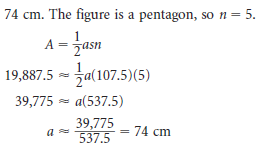 74 cm. The figure is a pentagon, so n = 5.
A = 1/2 asn
19,887.5 ≈ 1/2 a(107.5)(5)
39,775 ≈ a(537.5)
a ≈ 39,775/537.5 = 74 cm